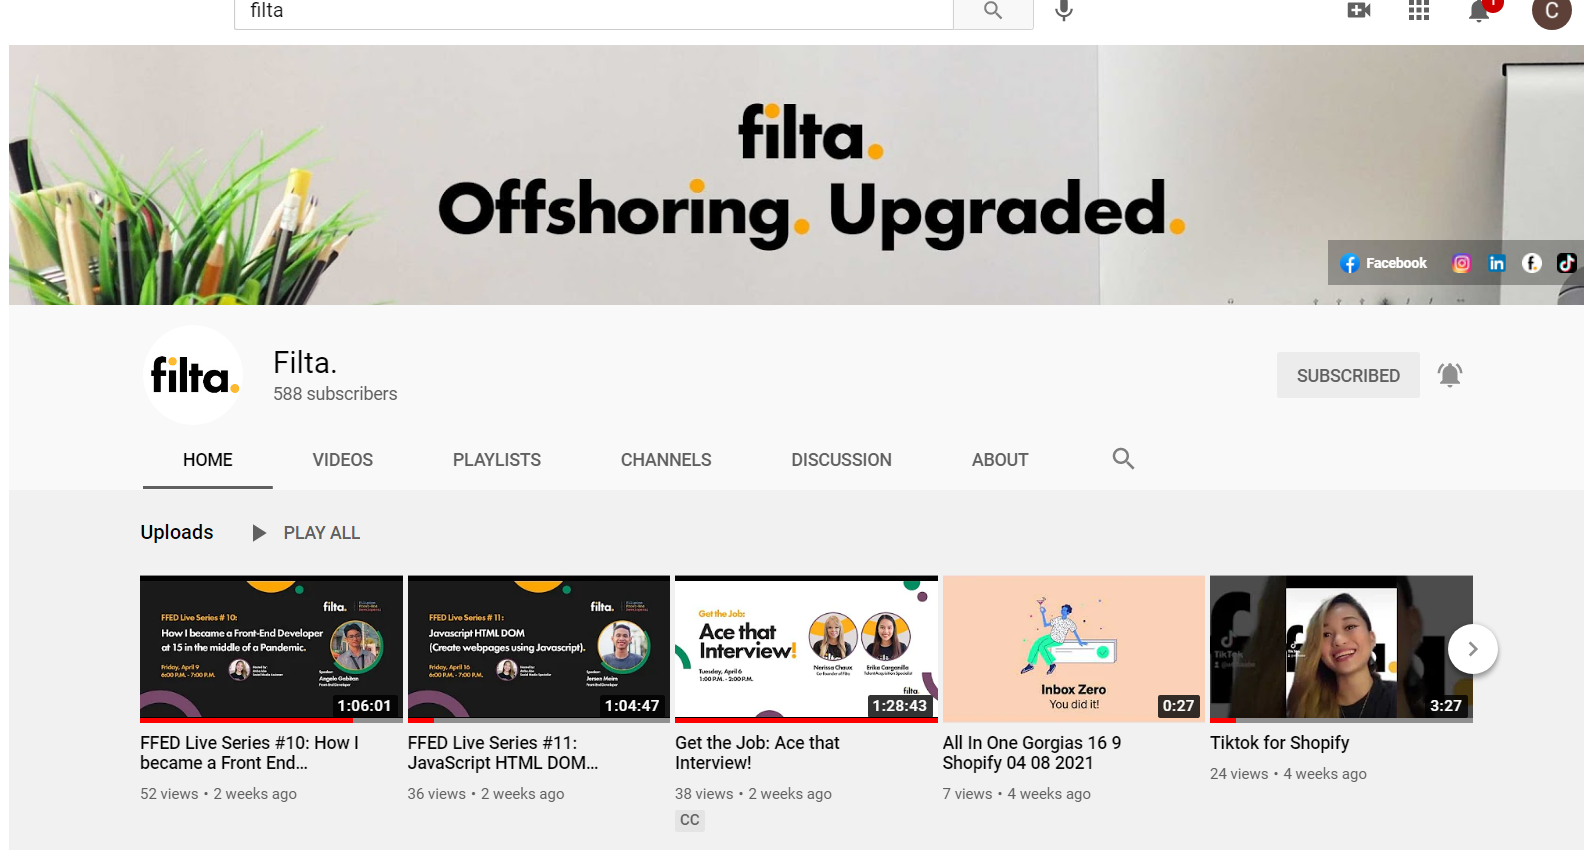 filta
1
C
filta.
Offshoring. Upgraded.
Facebook
filta.
Filta.
588 subscribers
SUBSCRIBED
HOME VIDEOS PLAYLISTS CHANNELS DISCUSSION ABOUT
Uploads PLAY ALL
filta.
FFED Live Series # 10:
How I became a Front-End Developer
at 15 in the middle of a Pandemic.
Friday, April 9
6:00 P.M. - 7:00 P.M.
Angelo Gabitan
1:06:01
filta.
FFED Live Series # 11:
Javascript HTML DOM
(Create webpages using Javascript).
Friday, April 16
6:00 P.M. - 7:00 P.M.
1:04:47
Get the Job:
Ace that
Interview!
Tuesday, April 6
1:00 P.M. - 2:00 P.M.
Nerissa Chaux
Erika Carganilla
filta.
1:28:43
Inbox Zero
You did it!
0:27
TikTok
3:27
FFED Live Series #10: How I
became a Front End...
52 views • 2 weeks ago
FFED Live Series #11:
JavaScript HTML DOM...
36 views • 2 weeks ago
Get the Job: Ace that
Interview!
38 views • 2 weeks ago
CC
All In One Gorgias 16 9
Shopify 04 08 2021
7 views • 4 weeks ago
Tiktok for Shopify
24 views • 4 weeks ago